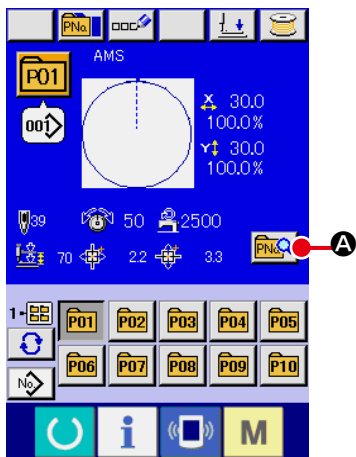 PNo.
AMS
P01
001
X 30.0
100.0%
Y 30.0
100.0%
39 50 2500
70 2.2 3.3
PNo. A
1
P01 P02 P03 P04 P05
P06 P07 P08 P09 P10
No.
i M